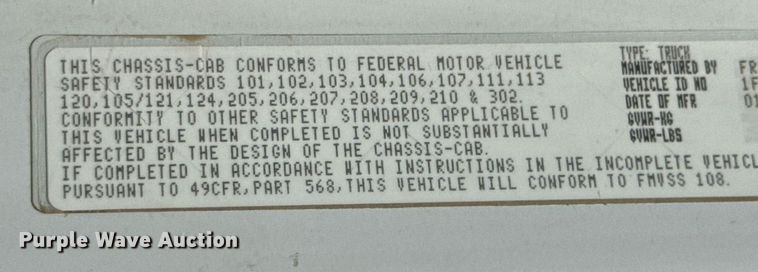 THIS CHASSIS-CAB CONFORMS TO FEDERAL MOTOR VEHICLE
SAFETY STANDARDS 101,102,103,104,106,107,111,113
120,105/121,124,205,206,207,208,209,210 & 302.
CONFORMITY TO OTHER SAFETY STANDARDS APPLICABLE TO
THIS VEHICLE WHEN COMPLETED IS NOT SUBSTANTIALLY
AFFECTED BY THE DESIGN OF THE CHASSIS-CAB.
IF COMPLETED IN ACCORDANCE WITH INSTRUCTIONS IN THE INCOMPLETE VEHICL
PURSUANT TO 49CFR,PART 568,THIS VEHICLE WILL CONFORM TO FMVSS 108.
TYPE: TRUCK
MANUFACTURED BY FR
VEHICLE ID NO 1F
DATE OF MFR 01
GVWR-KG
GVWR-LBS
Purple Wave Auction